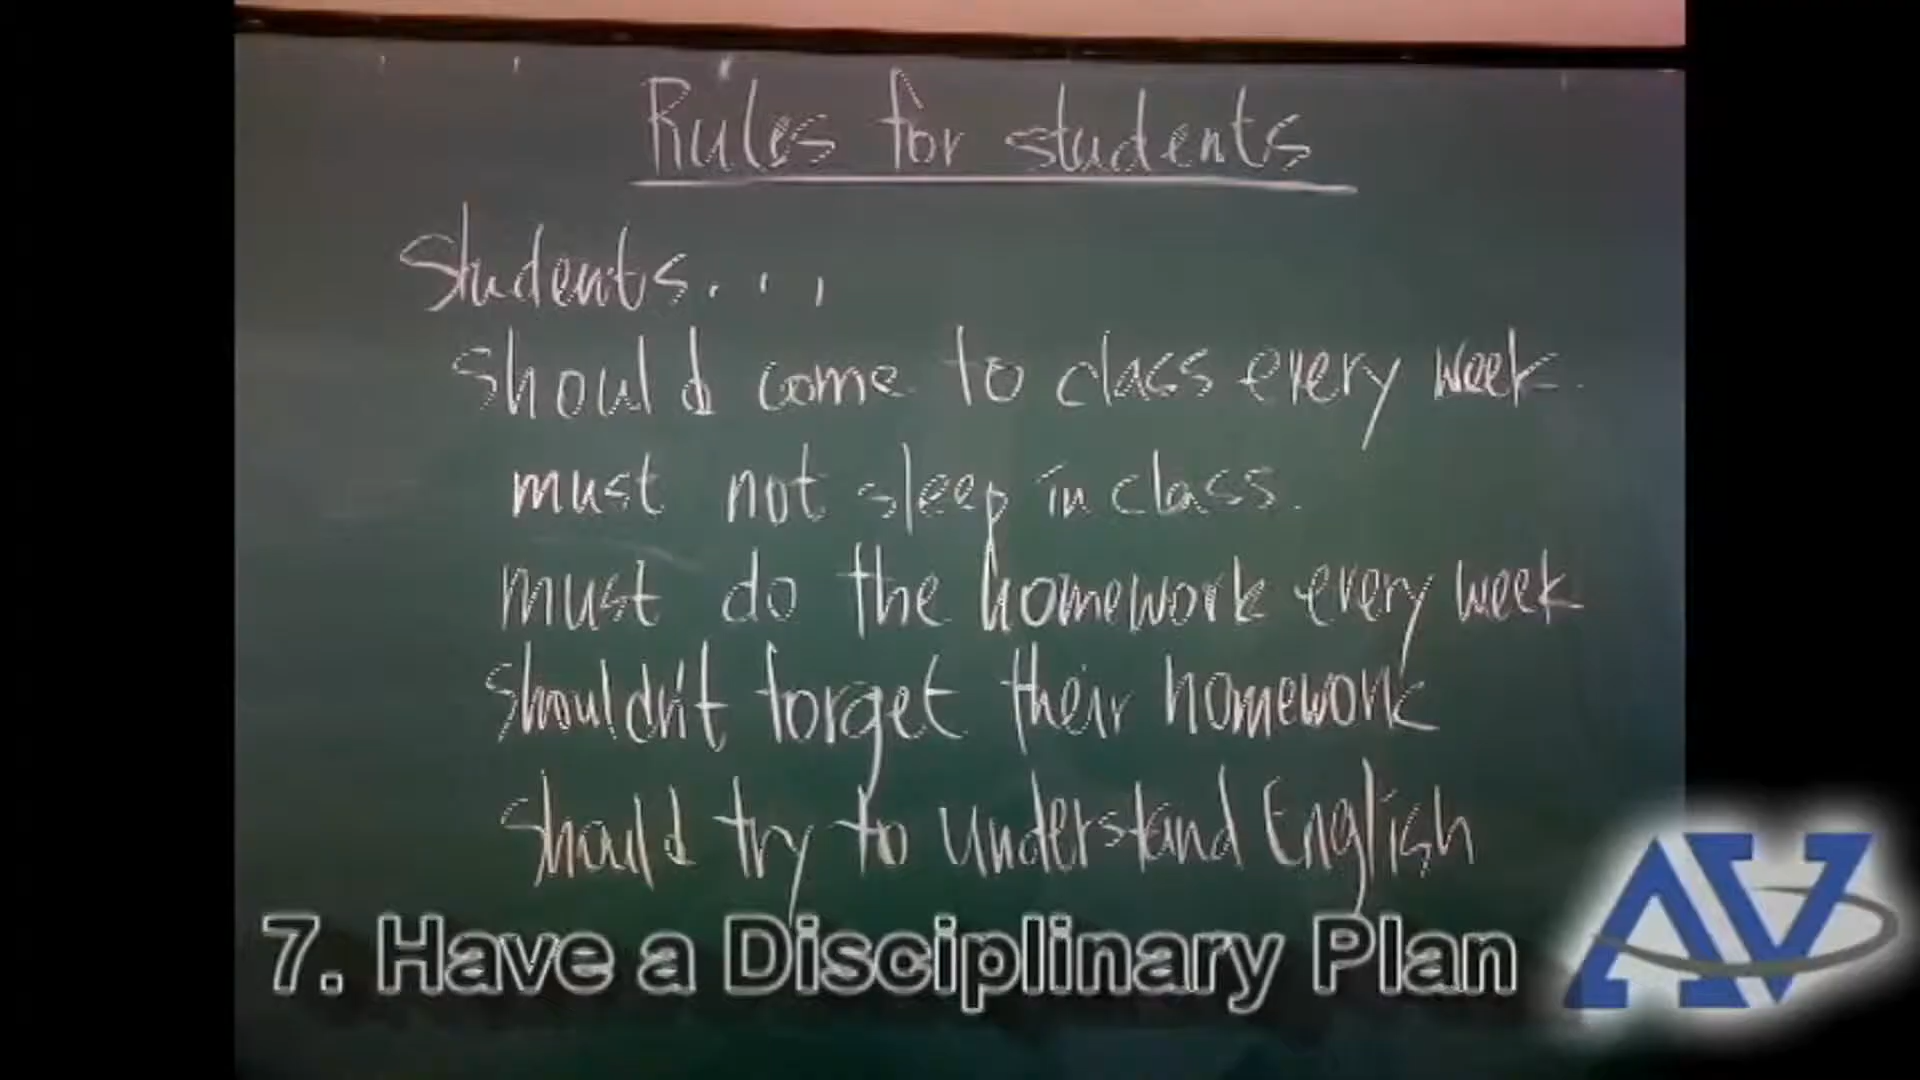 Rules for students
Students...
should come to class every week.
must not sleep in class.
must do the homework every week
shouldn't forget their homework
should try to understand English
7. Have a Disciplinary Plan
AV